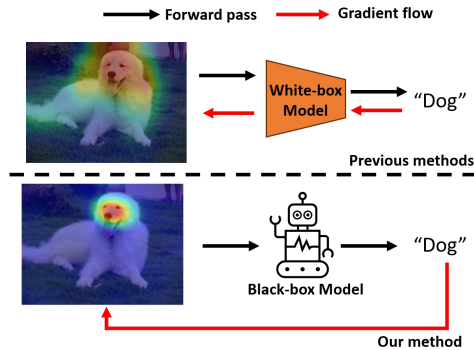 Forward pass
Gradient flow
White-box
Model
“Dog”
Previous methods
“Dog”
Black-box Model
Our method